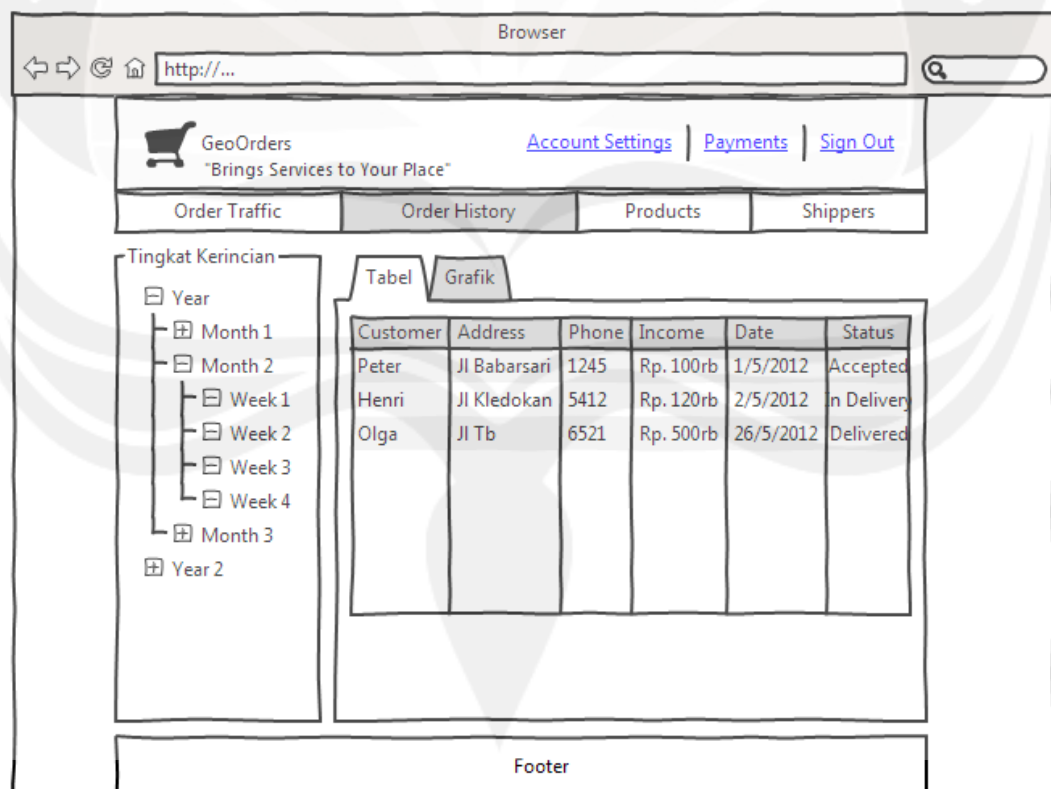 Browser
http://...
GeoOrders
"Brings Services to Your Place"
Account Settings | Payments | Sign Out
Order Traffic Order History Products Shippers
Tingkat Kerincian
Year
Month 1
Month 2
Week 1
Week 2
Week 3
Week 4
Month 3
Year 2
Tabel Grafik
Customer Address Phone Income Date Status
Peter Jl Babarsari 1245 Rp. 100rb 1/5/2012 Accepted
Henri Jl Kledokan 5412 Rp. 120rb 2/5/2012 In Delivery
Olga Jl Tb 6521 Rp. 500rb 26/5/2012 Delivered
Footer